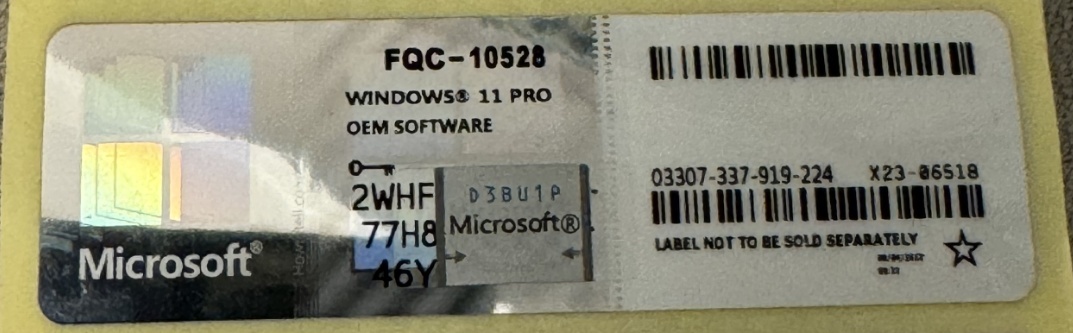 FQC-10528
WINDOWS® 11 PRO
OEM SOFTWARE
2WHF
77H8
46Y
D3BU1P
Microsoft®
Microsoft®
03307-337-919-224 X23-06518
LABEL NOT TO BE SOLD SEPARATELY